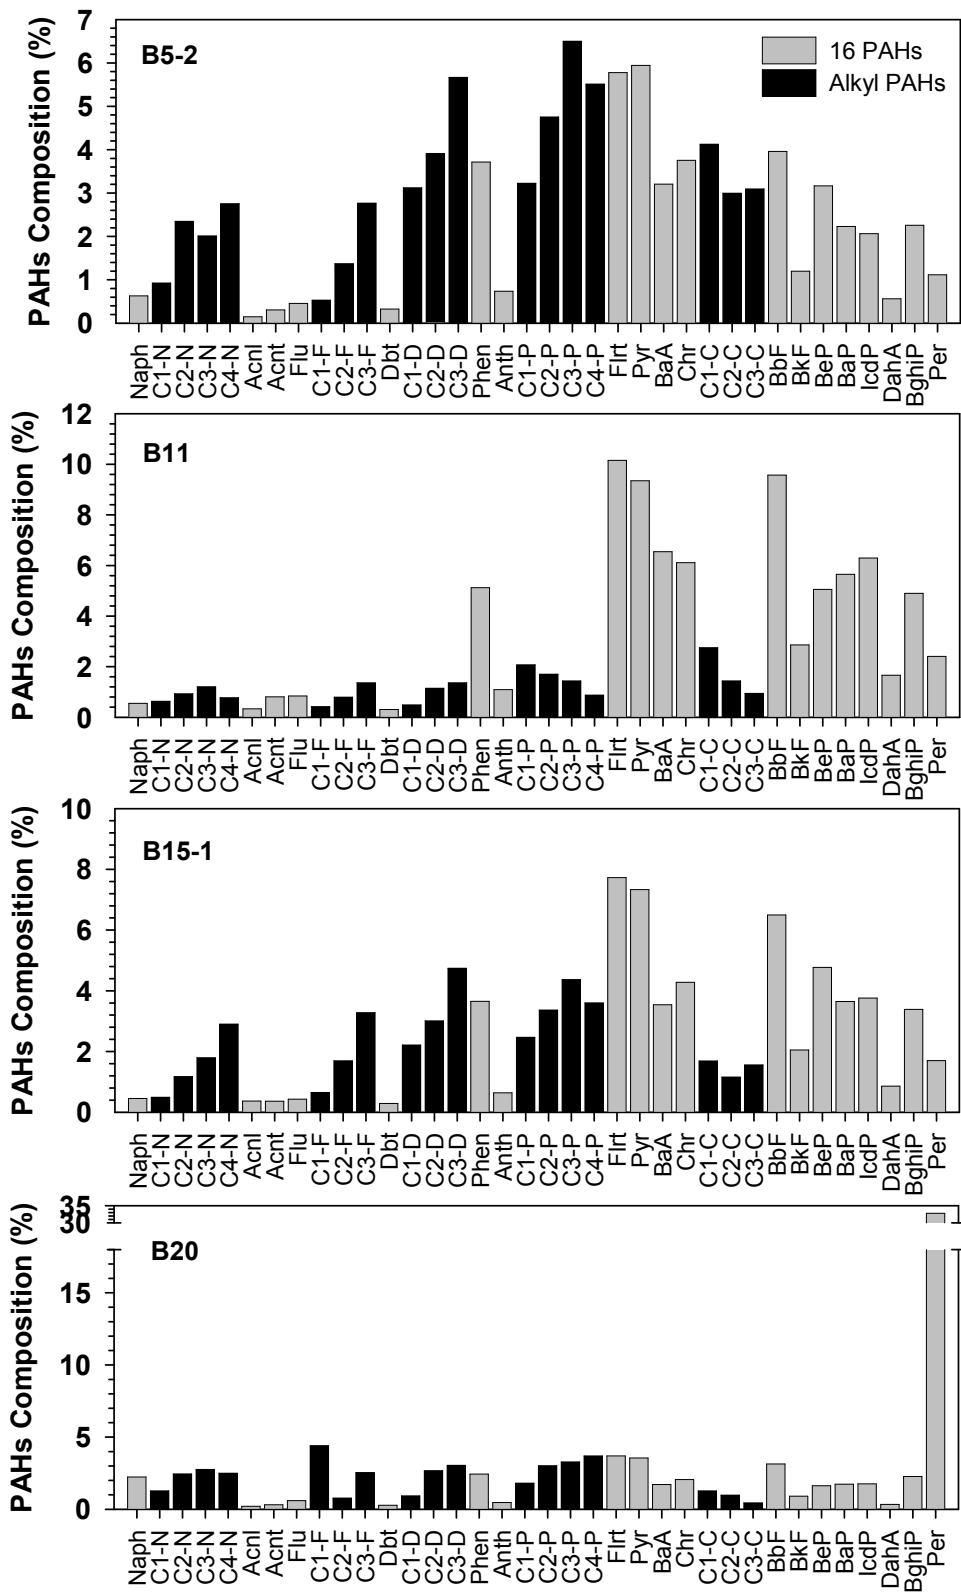 PAHs Composition (%)
7
6
5
4
3
2
1
0
B5-2
16 PAHs
Alkyl PAHs
Naph C1-N C2-N C3-N C4-N Acnl Acnt Flu C1-F C2-F C3-F Dbt C1-D C2-D C3-D Phen Anth C1-P C2-P C3-P C4-P Flrt Pyr BaA Chr C1-C C2-C C3-C BbF BkF BeP BaP IcdP DahA BghiP Per
PAHs Composition (%)
12
10
8
6
4
2
0
B11
Naph C1-N C2-N C3-N C4-N Acnl Acnt Flu C1-F C2-F C3-F Dbt C1-D C2-D C3-D Phen Anth C1-P C2-P C3-P C4-P Flrt Pyr BaA Chr C1-C C2-C C3-C BbF BkF BeP BaP IcdP DahA BghiP Per
PAHs Composition (%)
10
8
6
4
2
0
B15-1
Naph C1-N C2-N C3-N C4-N Acnl Acnt Flu C1-F C2-F C3-F Dbt C1-D C2-D C3-D Phen Anth C1-P C2-P C3-P C4-P Flrt Pyr BaA Chr C1-C C2-C C3-C BbF BkF BeP BaP IcdP DahA BghiP Per
PAHs Composition (%)
35
30
15
10
5
0
B20
Naph C1-N C2-N C3-N C4-N Acnl Acnt Flu C1-F C2-F C3-F Dbt C1-D C2-D C3-D Phen Anth C1-P C2-P C3-P C4-P Flrt Pyr BaA Chr C1-C C2-C C3-C BbF BkF BeP BaP IcdP DahA BghiP Per